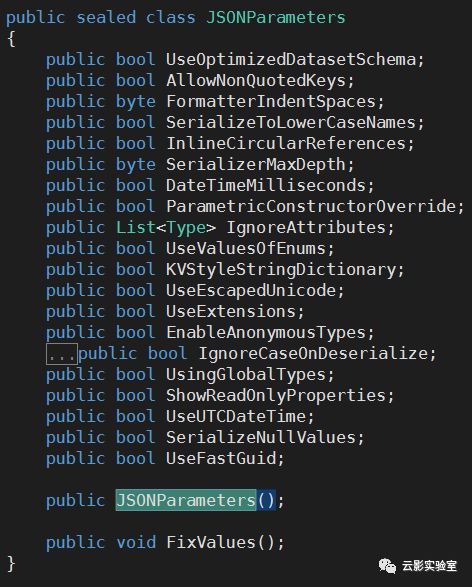 public sealed class JSONParameters
{
public bool UseOptimizedDatasetSchema;
public bool AllowNonQuotedKeys;
public byte FormatterIndentSpaces;
public bool SerializeToLowerCaseNames;
public bool InlineCircularReferences;
public byte SerializerMaxDepth;
public bool DateTimeMilliseconds;
public bool ParametricConstructorOverride;
public List<Type> IgnoreAttributes;
public bool UseValuesOfEnums;
public bool KVStyleStringDictionary;
public bool UseEscapedUnicode;
public bool UseExtensions;
public bool EnableAnonymousTypes;
...public bool IgnoreCaseOnDeserialize;
public bool UsingGlobalTypes;
public bool ShowReadOnlyProperties;
public bool UseUTCDateTime;
public bool SerializeNullValues;
public bool UseFastGuid;
public JSONParameters();
public void FixValues();
}
云影实验室